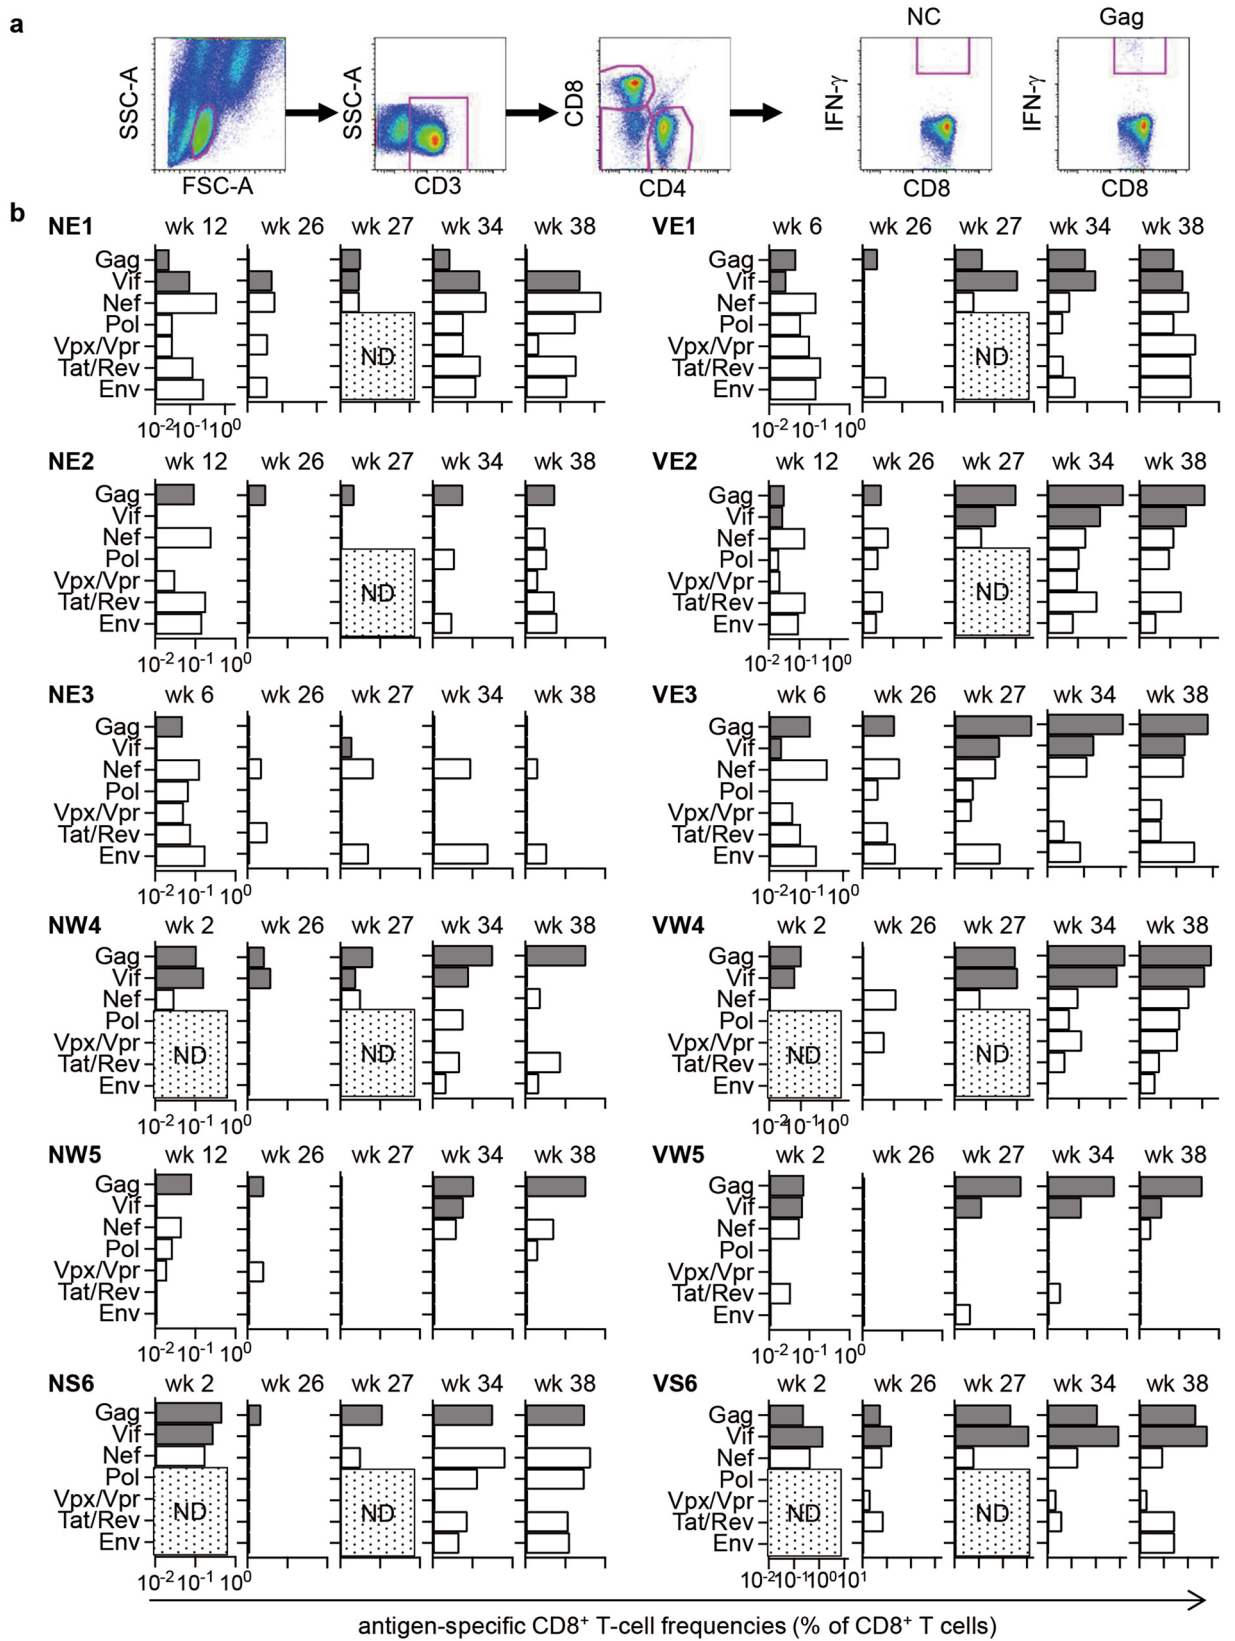 a
NC
Gag
SSC-A
FSC-A
SSC-A
CD3
CD8
CD4
IFN-γ
CD8
IFN-γ
CD8
b
NE1 wk 12 wk 26 wk 27 wk 34 wk 38
Gag
Vif
Nef
Pol
Vpx/Vpr
Tat/Rev
Env
ND
10-2 10-1 100
VE1 wk 6 wk 26 wk 27 wk 34 wk 38
Gag
Vif
Nef
Pol
Vpx/Vpr
Tat/Rev
Env
ND
10-2 10-1 100
NE2 wk 12 wk 26 wk 27 wk 34 wk 38
Gag
Vif
Nef
Pol
Vpx/Vpr
Tat/Rev
Env
ND
10-2 10-1 100
VE2 wk 12 wk 26 wk 27 wk 34 wk 38
Gag
Vif
Nef
Pol
Vpx/Vpr
Tat/Rev
Env
ND
10-2 10-1 100
NE3 wk 6 wk 26 wk 27 wk 34 wk 38
Gag
Vif
Nef
Pol
Vpx/Vpr
Tat/Rev
Env
10-2 10-1 100
VE3 wk 6 wk 26 wk 27 wk 34 wk 38
Gag
Vif
Nef
Pol
Vpx/Vpr
Tat/Rev
Env
10-2 10-1 100
NW4 wk 2 wk 26 wk 27 wk 34 wk 38
Gag
Vif
Nef
Pol
Vpx/Vpr
Tat/Rev
Env
ND ND
10-2 10-1 100
VW4 wk 2 wk 26 wk 27 wk 34 wk 38
Gag
Vif
Nef
Pol
Vpx/Vpr
Tat/Rev
Env
ND ND
10-2 10-1 100
NW5 wk 12 wk 26 wk 27 wk 34 wk 38
Gag
Vif
Nef
Pol
Vpx/Vpr
Tat/Rev
Env
10-2 10-1 100
VW5 wk 2 wk 26 wk 27 wk 34 wk 38
Gag
Vif
Nef
Pol
Vpx/Vpr
Tat/Rev
Env
10-2 10-1 100
NS6 wk 2 wk 26 wk 27 wk 34 wk 38
Gag
Vif
Nef
Pol
Vpx/Vpr
Tat/Rev
Env
ND ND
10-2 10-1 100
VS6 wk 2 wk 26 wk 27 wk 34 wk 38
Gag
Vif
Nef
Pol
Vpx/Vpr
Tat/Rev
Env
ND ND
10-2 10-1 100 101
antigen-specific CD8+ T-cell frequencies (% of CD8+ T cells)